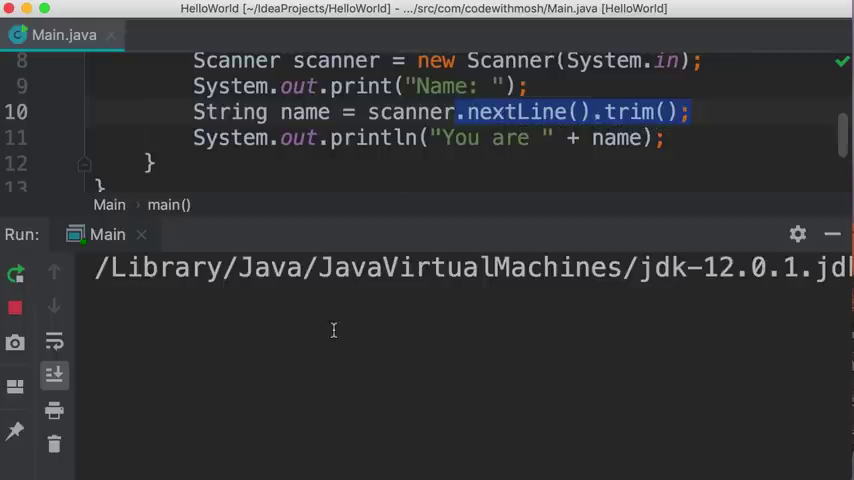 HelloWorld [~/IdeaProjects/HelloWorld] - .../src/com/codewithmosh/Main.java [HelloWorld]
Main.java
8 Scanner scanner = new Scanner(System.in);
9 System.out.print("Name: ");
10 String name = scanner.nextLine().trim();
11 System.out.println("You are " + name);
12 }
13 }
Main › main()
Run: Main
/Library/Java/JavaVirtualMachines/jdk-12.0.1.jd